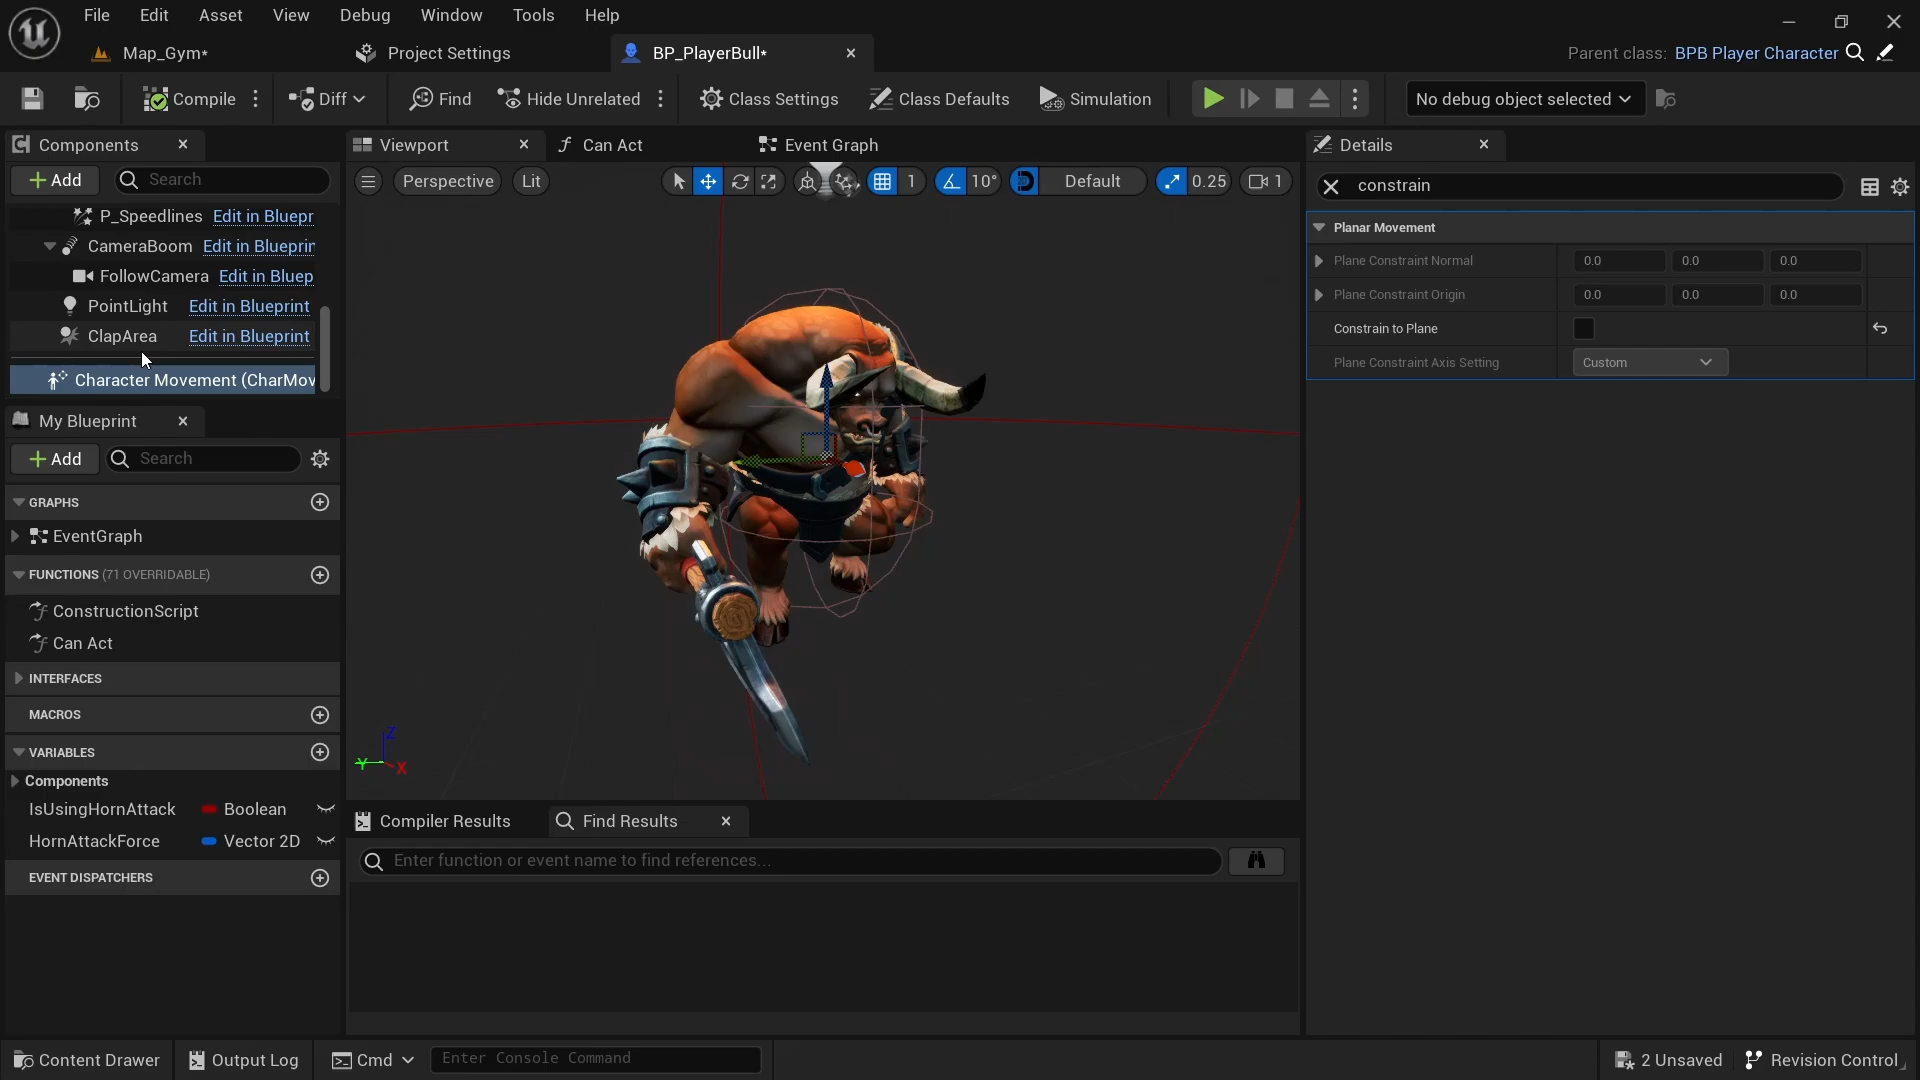 File Edit Asset View Debug Window Tools Help
Map_Gym*
Project Settings
BP_PlayerBull*
Parent class: BPB Player Character
Compile
Diff
Find
Hide Unrelated
Class Settings
Class Defaults
Simulation
No debug object selected
Components
Add
Search
P_Speedlines Edit in Bluepr
CameraBoom Edit in Blueprin
FollowCamera Edit in Bluep
PointLight Edit in Blueprint
ClapArea Edit in Blueprint
Character Movement (CharMov
My Blueprint
Add
Search
GRAPHS
EventGraph
FUNCTIONS (71 OVERRIDABLE)
ConstructionScript
Can Act
INTERFACES
MACROS
VARIABLES
Components
IsUsingHornAttack Boolean
HornAttackForce Vector 2D
EVENT DISPATCHERS
Viewport
Can Act
Event Graph
Perspective
Lit
1
10°
Default
0.25
1
Z
Y
X
Compiler Results
Find Results
Enter function or event name to find references...
Details
constrain
Planar Movement
Plane Constraint Normal 0.0 0.0 0.0
Plane Constraint Origin 0.0 0.0 0.0
Constrain to Plane
Plane Constraint Axis Setting Custom
Content Drawer
Output Log
Cmd
Enter Console Command
2 Unsaved
Revision Control